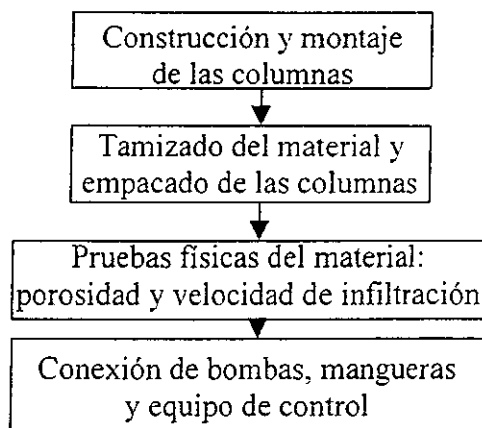 Construcción y montaje
de las columnas
Tamizado del material y
empacado de las columnas
Pruebas físicas del material:
porosidad y velocidad de infiltración
Conexión de bombas, mangueras
y equipo de control